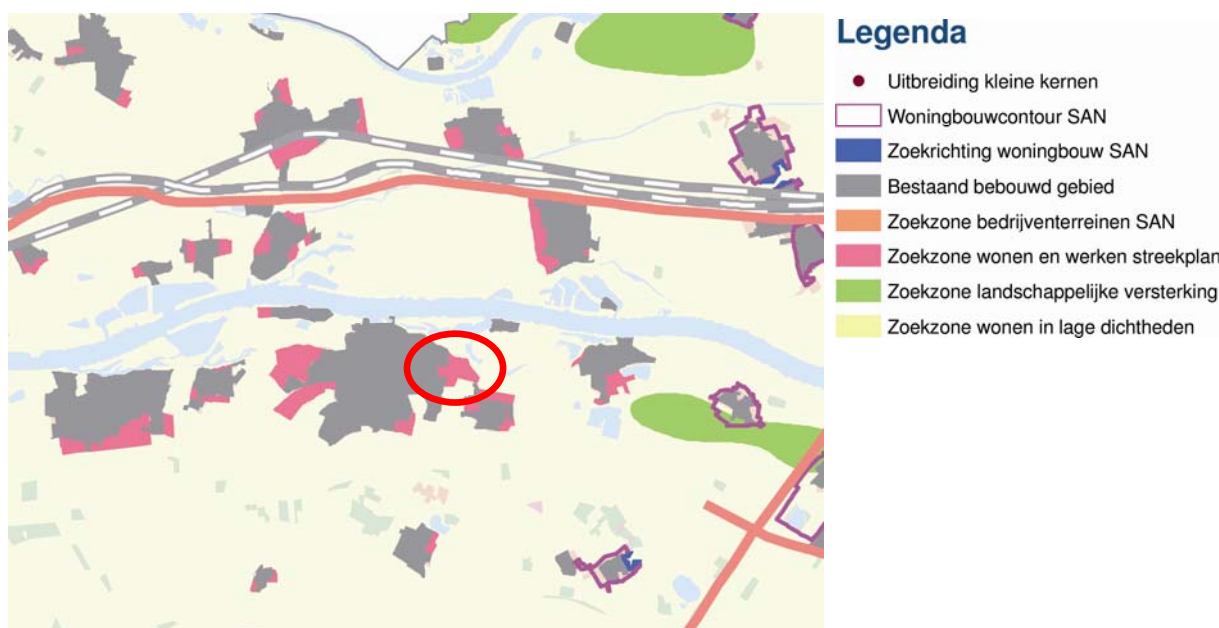 Legenda
Uitbreiding kleine kernen
Woningbouwcontour SAN
Zoekrichting woningbouw SAN
Bestaand bebouwd gebied
Zoekzone bedrijventerreinen SAN
Zoekzone wonen en werken streekplan
Zoekzone landschappelijke versterking
Zoekzone wonen in lage dichtheden